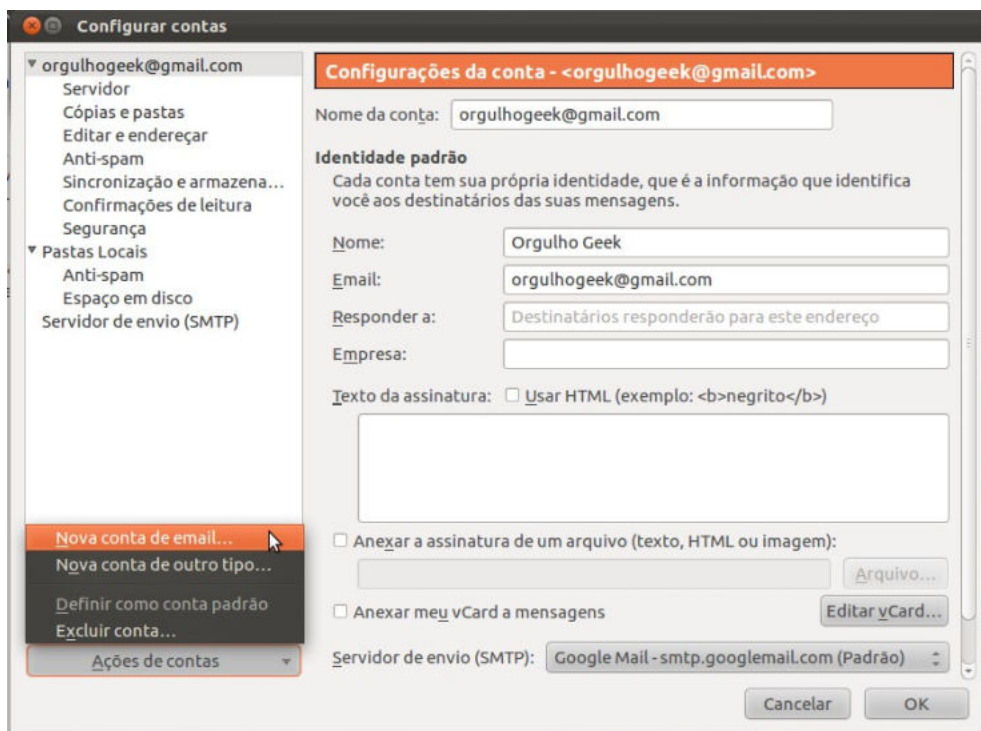 Configurar contas
orgulhogeek@gmail.com
Servidor
Cópias e pastas
Editar e endereçar
Anti-spam
Sincronização e armazena...
Confirmações de leitura
Segurança
Pastas Locais
Anti-spam
Espaço em disco
Servidor de envio (SMTP)
Nova conta de email...
Nova conta de outro tipo...
Definir como conta padrão
Excluir conta...
Ações de contas
Configurações da conta - <orgulhogeek@gmail.com>
Nome da conta: orgulhogeek@gmail.com
Identidade padrão
Cada conta tem sua própria identidade, que é a informação que identifica
você aos destinatários das suas mensagens.
Nome: Orgulho Geek
Email: orgulhogeek@gmail.com
Responder a: Destinatários responderão para este endereço
Empresa:
Texto da assinatura: Usar HTML (exemplo: <b>negrito</b>)
Anexar a assinatura de um arquivo (texto, HTML ou imagem):
Arquivo...
Anexar meu vCard a mensagens Editar vCard...
Servidor de envio (SMTP): Google Mail - smtp.googlemail.com (Padrão)
Cancelar OK